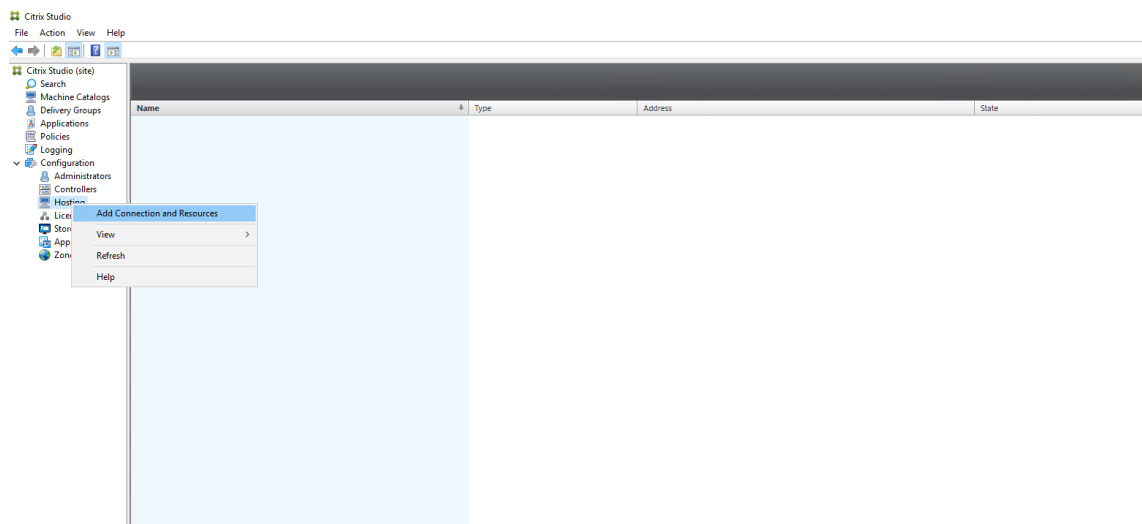 Citrix Studio
File Action View Help
Citrix Studio (site)
Search
Machine Catalogs
Delivery Groups
Applications
Policies
Logging
Configuration
Administrators
Controllers
Hosting
Name Type Address State
Add Connection and Resources
View
Refresh
Help